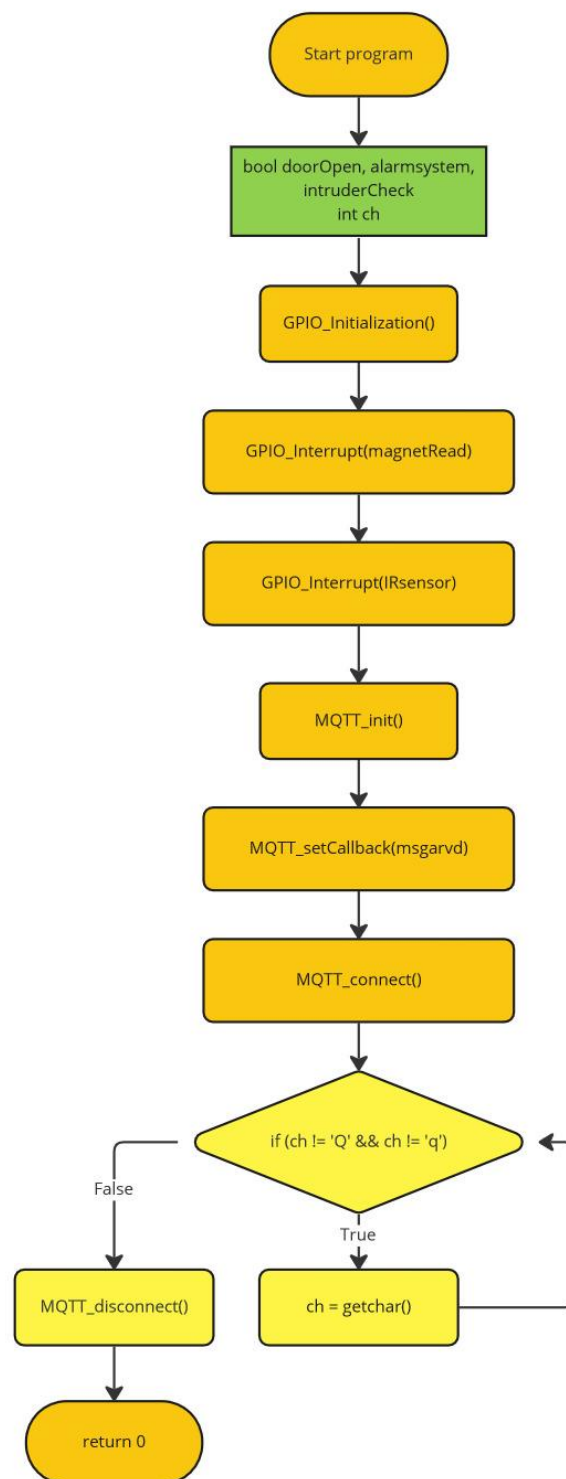 Start program
bool doorOpen, alarmsystem,
intruderCheck
int ch
GPIO_Initialization()
GPIO_Interrupt(magnetRead)
GPIO_Interrupt(IRsensor)
MQTT_init()
MQTT_setCallback(msgarvd)
MQTT_connect()
if (ch != 'Q' && ch != 'q')
False
True
MQTT_disconnect()
ch = getchar()
return 0